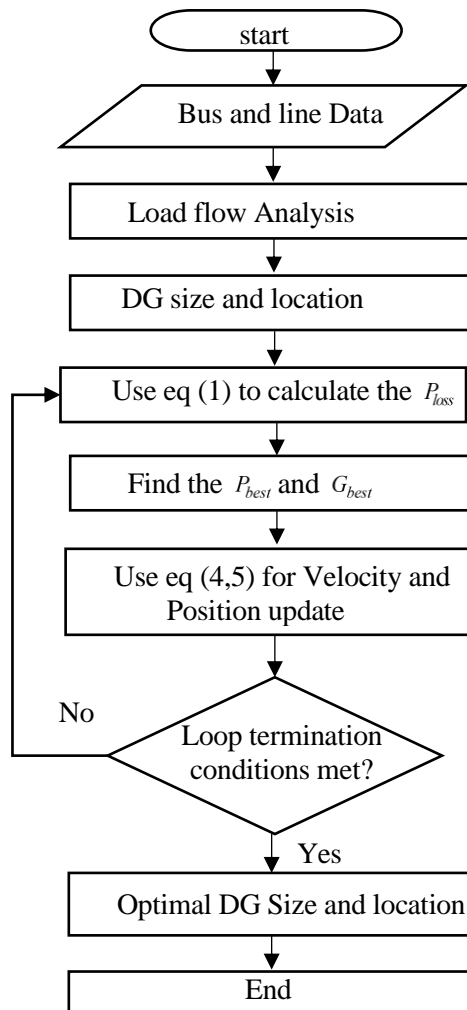 start
Bus and line Data
Load flow Analysis
DG size and location
Use eq (1) to calculate the P_loss
Find the P_best and G_best
Use eq (4,5) for Velocity and
Position update
No
Loop termination
conditions met?
Yes
Optimal DG Size and location
End